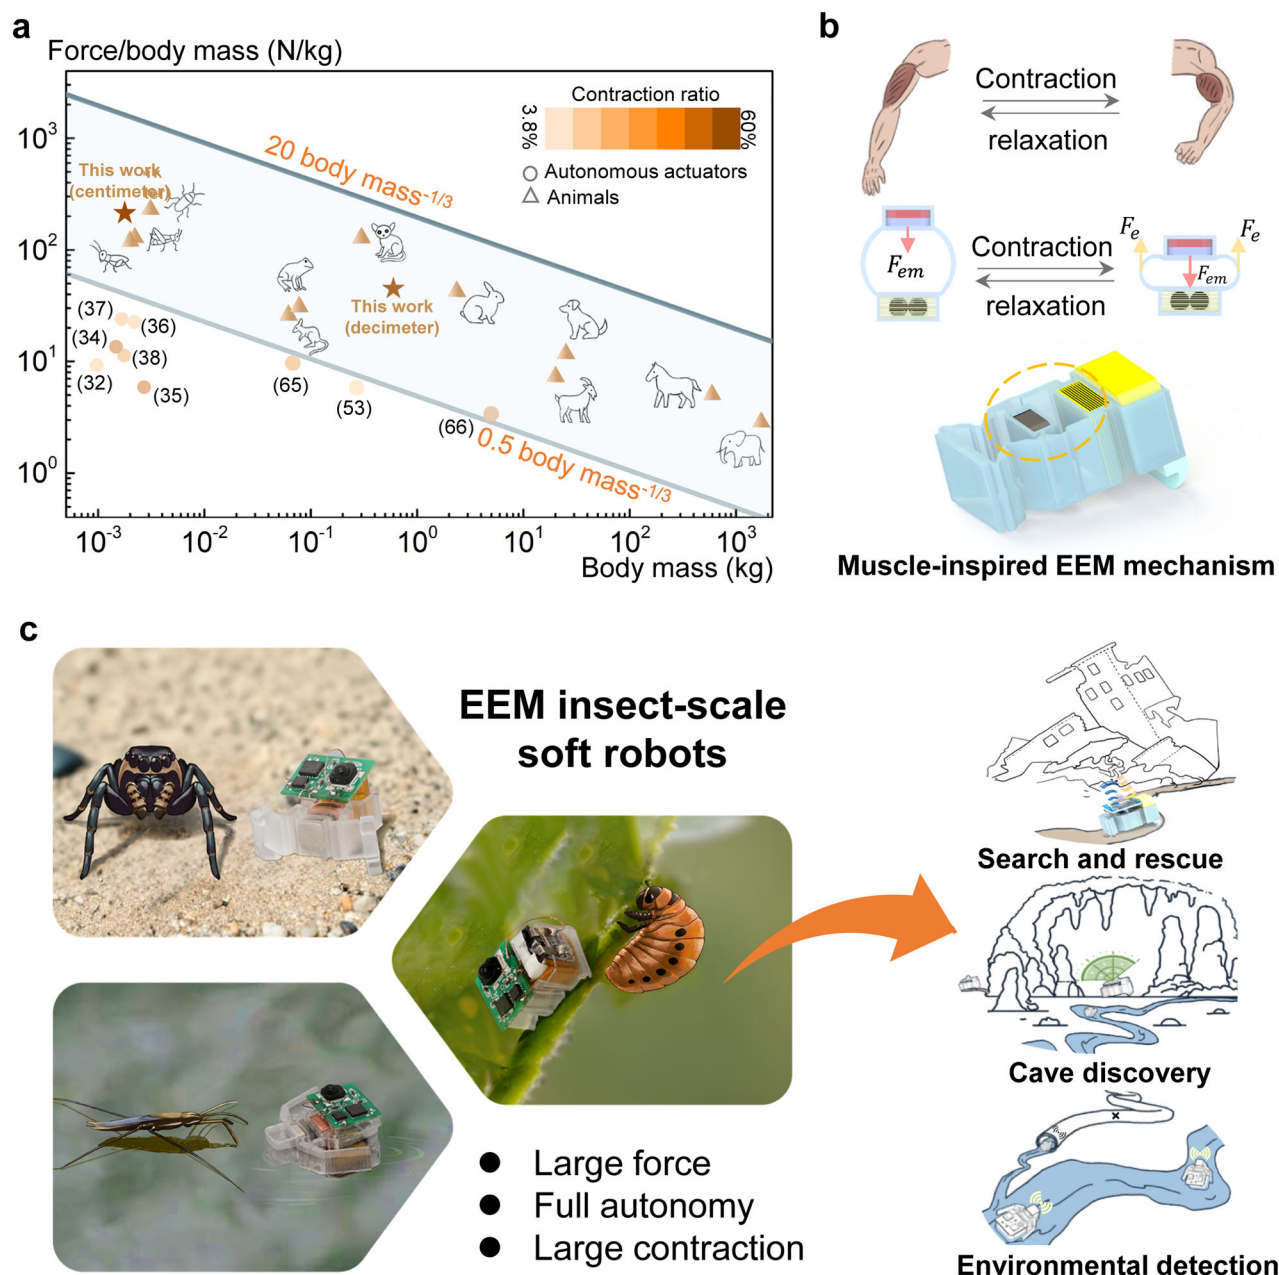 a
Force/body mass (N/kg)
10³
10²
10¹
10⁰
10⁻³
10⁻²
10⁻¹
10⁰
10¹
10²
10³
Body mass (kg)
Contraction ratio
3.8%
60%
Autonomous actuators
Animals
20 body mass⁻¹/³
0.5 body mass⁻¹/³
This work
(centimeter)
This work
(decimeter)
(37)
(36)
(34)
(38)
(32)
(35)
(65)
(53)
(66)
b
Contraction
relaxation
Contraction
relaxation
Fem
Fe
Fe
Fem
Muscle-inspired EEM mechanism
c
EEM insect-scale
soft robots
Large force
Full autonomy
Large contraction
Search and rescue
Cave discovery
Environmental detection